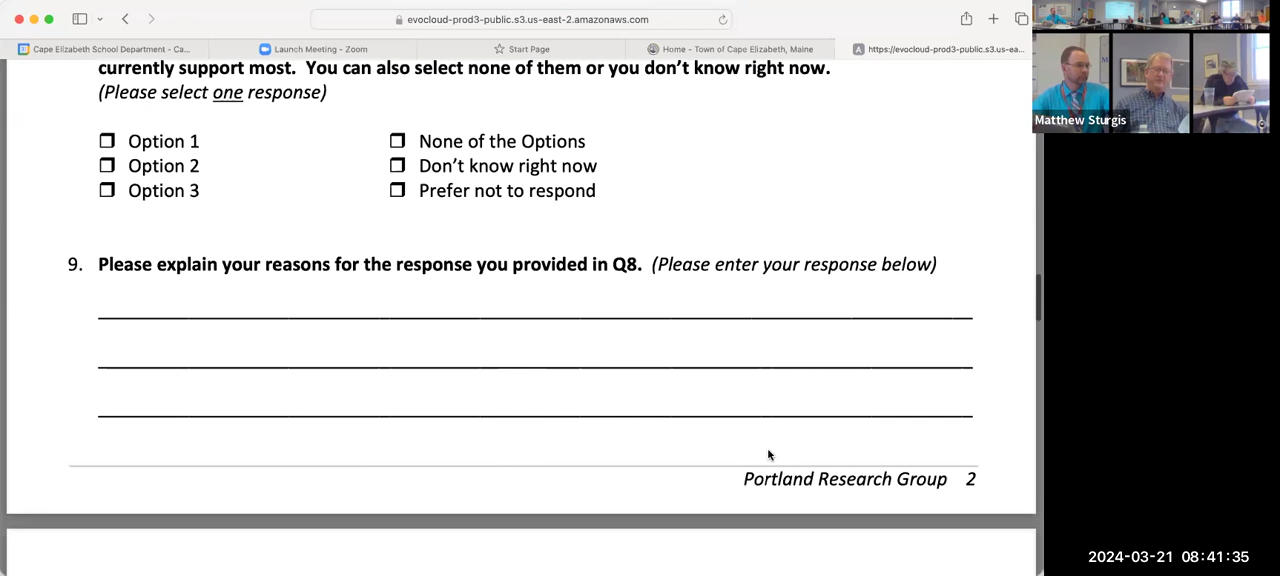 evocloud-prod3-public.s3.us-east-2.amazonaws.com
Cape Elizabeth School Department - Ca...
Launch Meeting - Zoom
Start Page
Home - Town of Cape Elizabeth, Maine
https://evocloud-prod3-public.s3.us-ea...
currently support most. You can also select none of them or you don't know right now.
(Please select one response)
❒ Option 1
❒ None of the Options
❒ Option 2
❒ Don't know right now
❒ Option 3
❒ Prefer not to respond
9. Please explain your reasons for the response you provided in Q8. (Please enter your response below)
Portland Research Group 2
Matthew Sturgis
2024-03-21 08:41:35